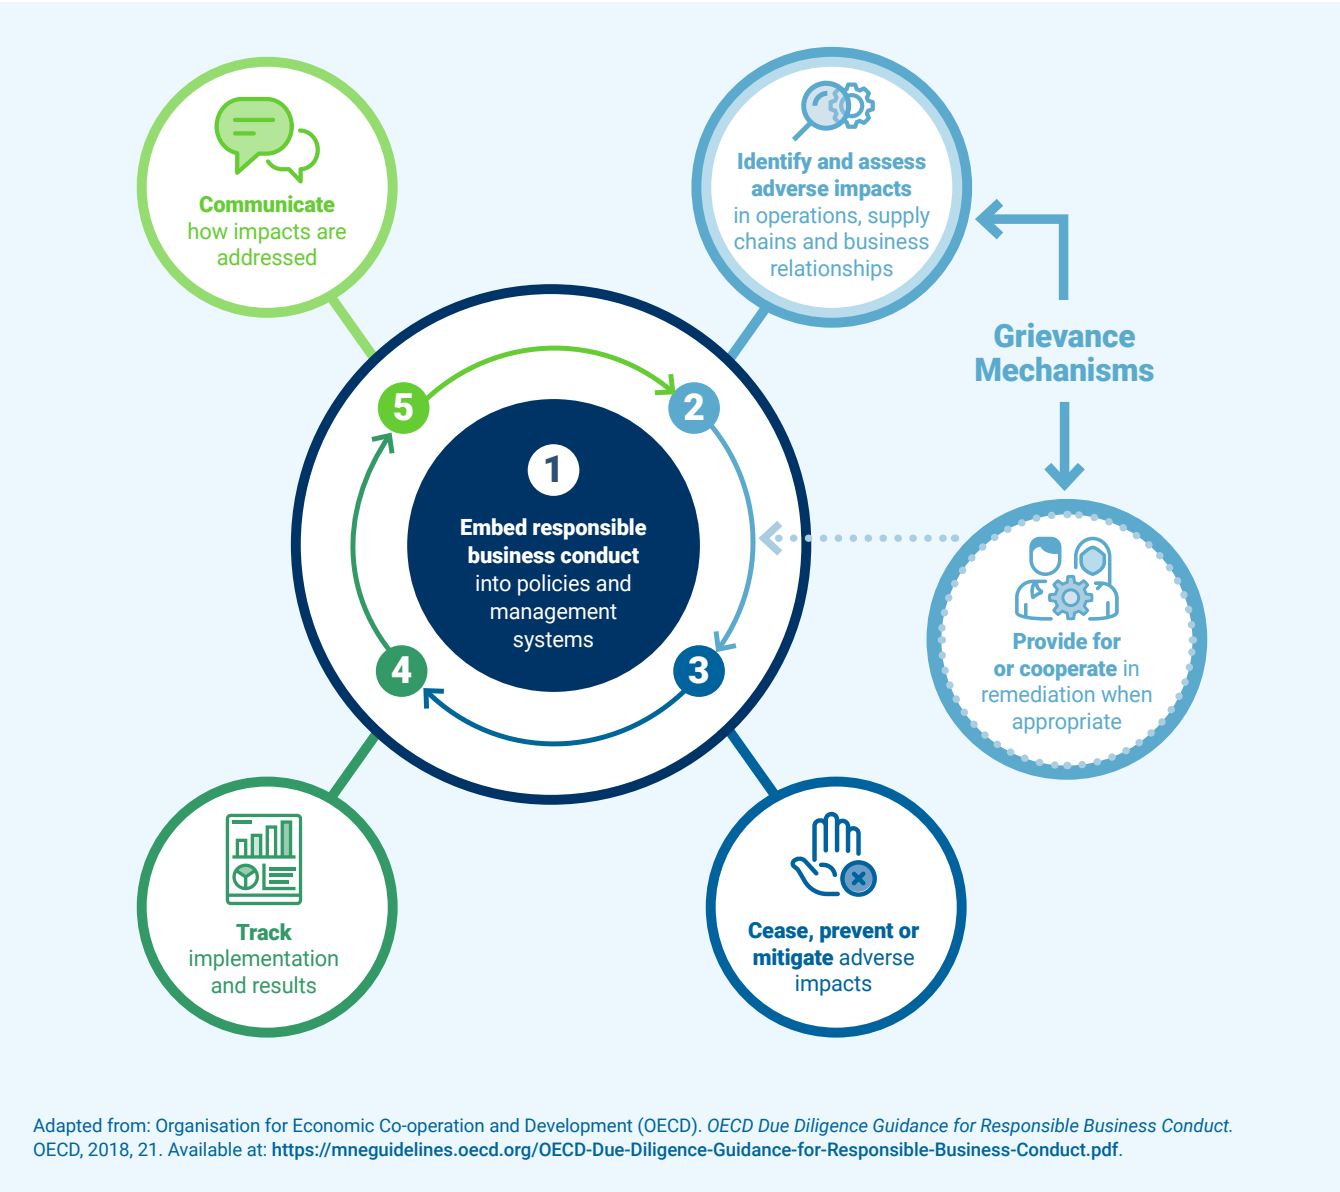 Communicate
how impacts are
addressed
Identify and assess
adverse impacts
in operations, supply
chains and business
relationships
Grievance
Mechanisms
5
2
1
Embed responsible
business conduct
into policies and
management
systems
4
3
Provide for
or cooperate in
remediation when
appropriate
Track
implementation
and results
Cease, prevent or
mitigate adverse
impacts
Adapted from: Organisation for Economic Co-operation and Development (OECD). OECD Due Diligence Guidance for Responsible Business Conduct.
OECD, 2018, 21. Available at: https://mneguidelines.oecd.org/OECD-Due-Diligence-Guidance-for-Responsible-Business-Conduct.pdf.